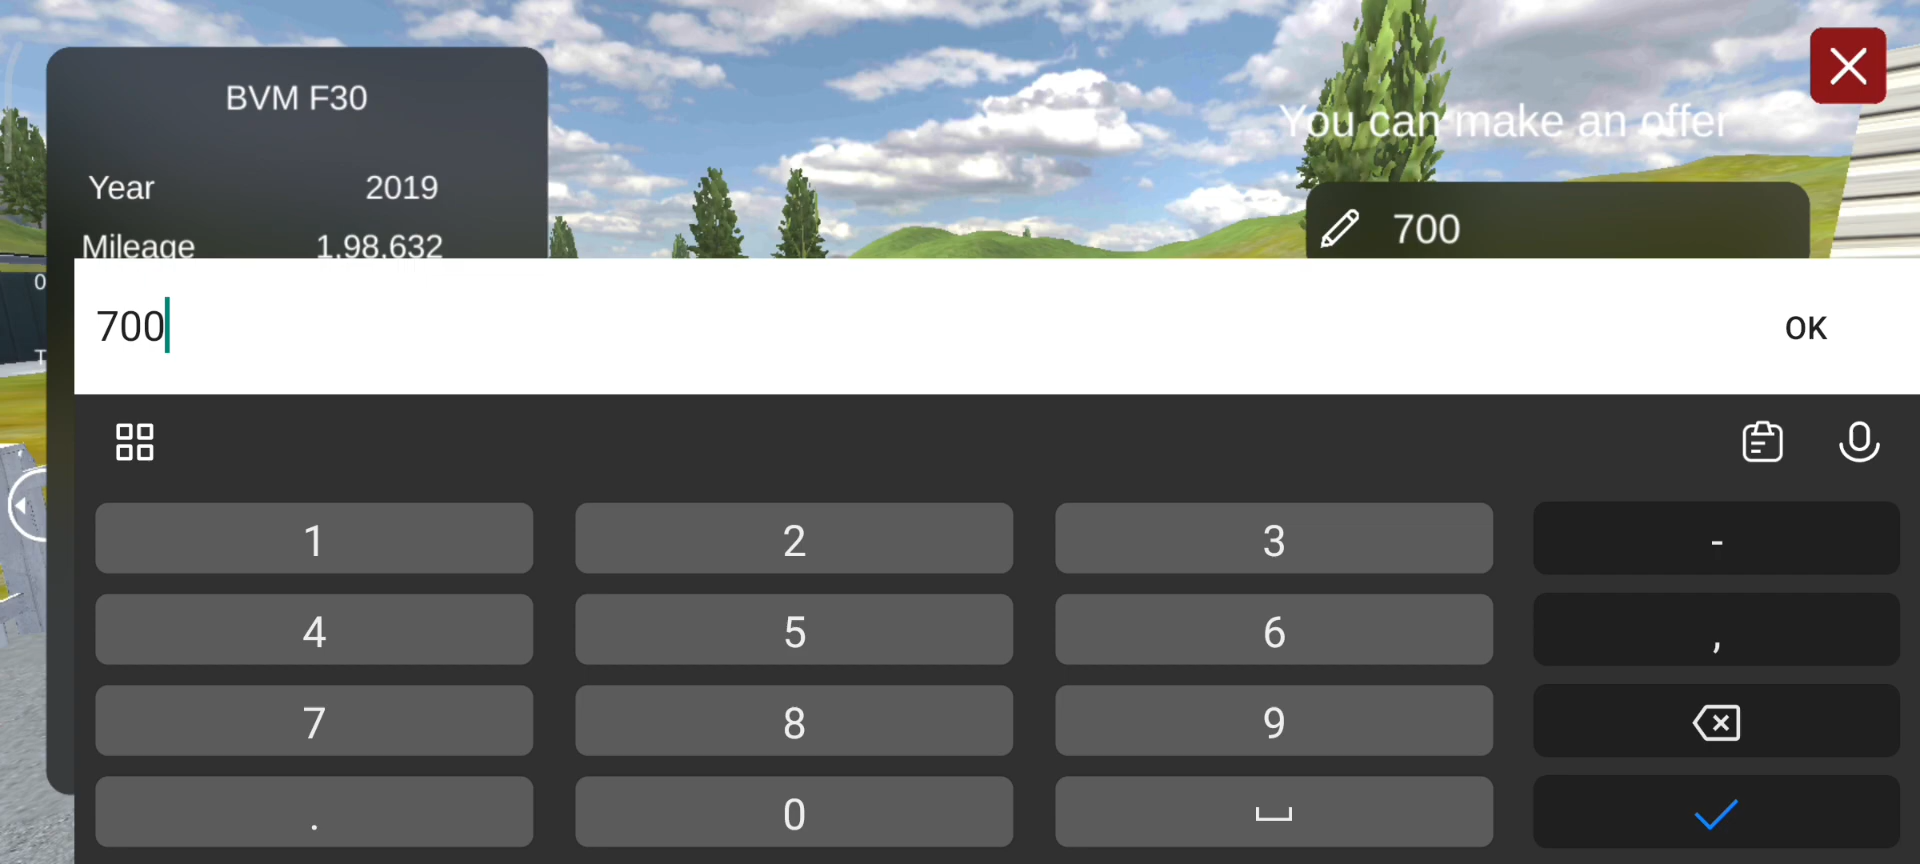 BVM F30
You can make an offer
Year 2019
Mileage 1,98,632
700
0
T
700
OK
1 2 3 -
4 5 6 ,
7 8 9
. 0